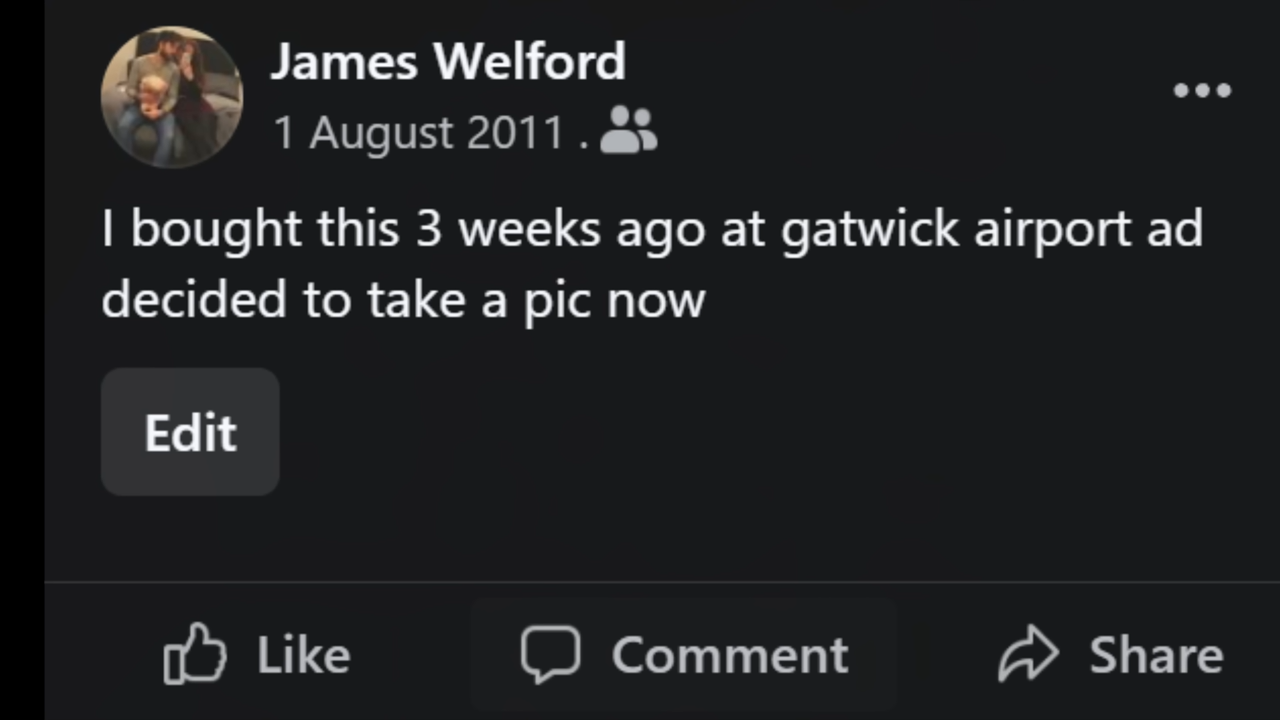 James Welford
1 August 2011 .
I bought this 3 weeks ago at gatwick airport ad
decided to take a pic now
Edit
Like Comment Share